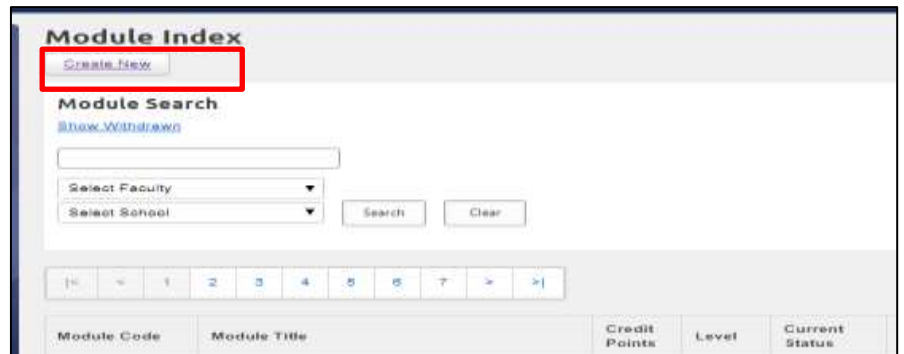 Module Index
Create New
Module Search
Show Withdrawn
Select Faculty
Select School
Search Clear
|< < 1 2 3 4 5 6 7 > >|
Module Code Module Title Credit Points Level Current Status